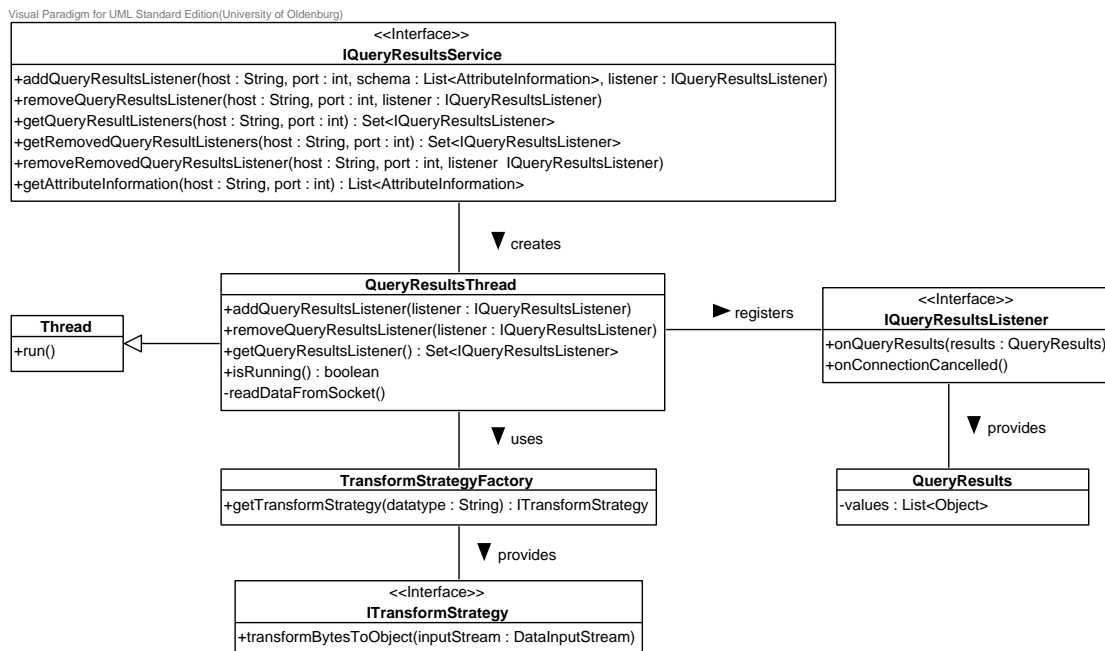 Visual Paradigm for UML Standard Edition(University of Oldenburg)
<<Interface>>
IQueryResultsService
+addQueryResultsListener(host : String, port : int, schema : List<AttributeInformation>, listener : IQueryResultsListener)
+removeQueryResultsListener(host : String, port : int, listener : IQueryResultsListener)
+getQueryResultListeners(host : String, port : int) : Set<IQueryResultsListener>
+getRemovedQueryResultListeners(host : String, port : int) : Set<IQueryResultsListener>
+removeRemovedQueryResultsListener(host : String, port : int, listener IQueryResultsListener)
+getAttributeInformation(host : String, port : int) : List<AttributeInformation>
creates
QueryResultsThread
+addQueryResultsListener(listener : IQueryResultsListener)
+removeQueryResultsListener(listener : IQueryResultsListener)
+getQueryResultsListener() : Set<IQueryResultsListener>
+isRunning() : boolean
-readDataFromSocket()
Thread
+run()
registers
<<Interface>>
IQueryResultsListener
+onQueryResults(results : QueryResults)
+onConnectionCancelled()
uses
provides
TransformStrategyFactory
+getTransformStrategy(datatype : String) : ITransformStrategy
QueryResults
-values : List<Object>
provides
<<Interface>>
ITransformStrategy
+transformBytesToObject(inputStream : DataInputStream)